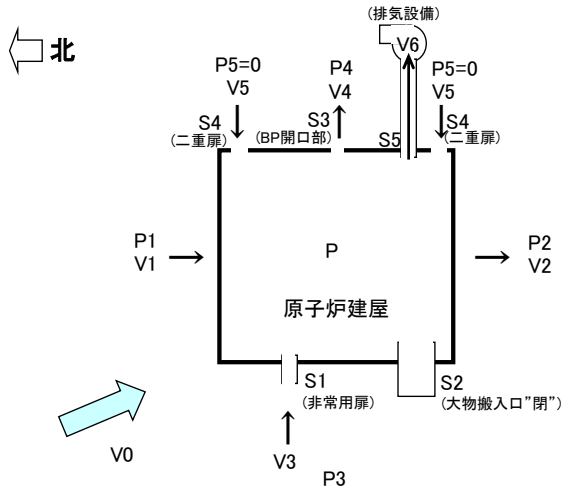 (排気設備)
北
V6
P5=0
V5
P4
V4
P5=0
V5
S4
(二重扉)
S3
(BP開口部)
S5
S4
(二重扉)
P1
V1
P
P2
V2
原子炉建屋
S1
(非常用扉)
S2
(大物搬入口”閉”)
V0
V3
P3